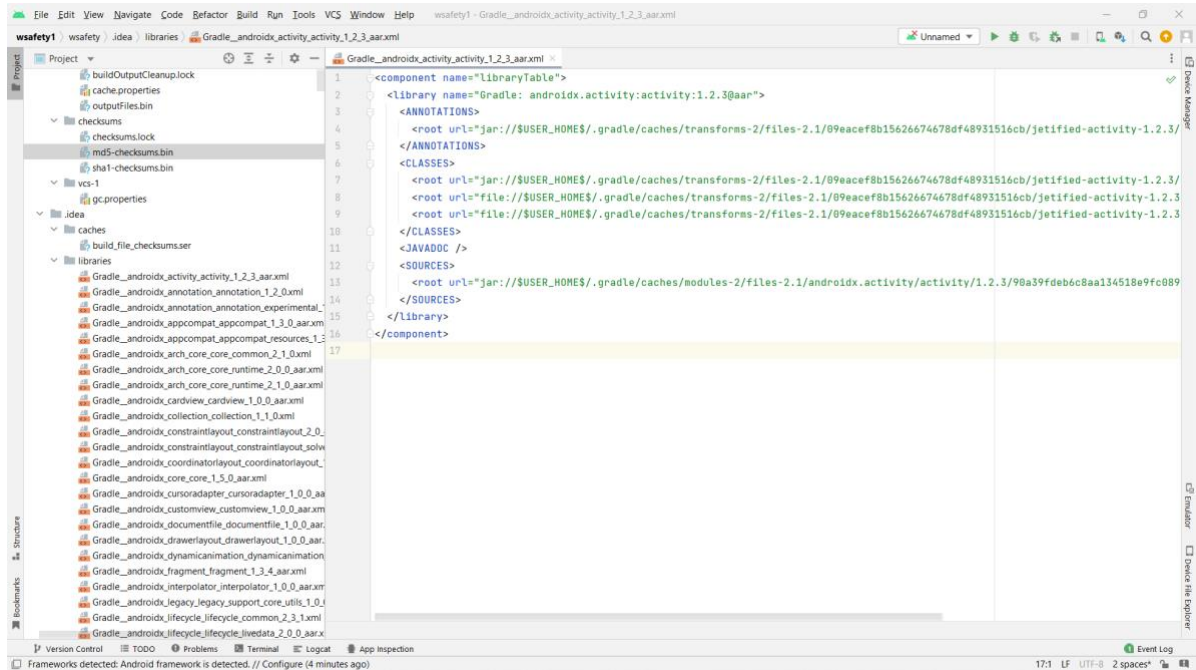 File Edit View Navigate Code Refactor Build Run Tools VCS Window Help wsafety1 - Gradle__androidx_activity_activity_1_2_3_aar.xml
wsafety1 wsafety .idea libraries Gradle__androidx_activity_activity_1_2_3_aar.xml Unnamed
Project
Project
Gradle__androidx_activity_activity_1_2_3_aar.xml
buildOutputCleanup.lock
cache.properties
outputFiles.bin
checksums
checksums.lock
md5-checksums.bin
sha1-checksums.bin
vcs-1
gc.properties
.idea
caches
build_file_checksums.ser
libraries
Gradle__androidx_activity_activity_1_2_3_aar.xml
Gradle__androidx_annotation_annotation_1_2_0.xml
Gradle__androidx_annotation_annotation_experimental_
Gradle__androidx_appcompat_appcompat_1_3_0_aar.xm
Gradle__androidx_appcompat_appcompat_resources_1_3
Gradle__androidx_arch_core_core_common_2_1_0.xml
Gradle__androidx_arch_core_core_runtime_2_0_0_aar.xml
Gradle__androidx_arch_core_core_runtime_2_1_0_aar.xml
Gradle__androidx_cardview_cardview_1_0_0_aar.xml
Gradle__androidx_collection_collection_1_1_0.xml
Gradle__androidx_constraintlayout_constraintlayout_2_0_
Gradle__androidx_constraintlayout_constraintlayout_solve
Gradle__androidx_coordinatorlayout_coordinatorlayout_
Gradle__androidx_core_core_1_5_0_aar.xml
Gradle__androidx_cursoradapter_cursoradapter_1_0_0_aa
Gradle__androidx_customview_customview_1_0_0_aar.xm
Gradle__androidx_documentfile_documentfile_1_0_0_aar.
Gradle__androidx_drawerlayout_drawerlayout_1_0_0_aar.
Gradle__androidx_dynamicanimation_dynamicanimation_
Gradle__androidx_fragment_fragment_1_3_4_aar.xml
Gradle__androidx_interpolator_interpolator_1_0_0_aar.xm
Gradle__androidx_legacy_legacy_support_core_utils_1_0_
Gradle__androidx_lifecycle_lifecycle_common_2_3_1.xml
Gradle__androidx_lifecycle_lifecycle_livedata_2_0_0_aar.x
1 <component name="libraryTable">
2 <library name="Gradle: androidx.activity:activity:1.2.3@aar">
3 <ANNOTATIONS>
4 <root url="jar://$USER_HOME$/.gradle/caches/transforms-2/files-2.1/09eacef8b15626674678df48931516cb/jetified-activity-1.2.3/
5 </ANNOTATIONS>
6 <CLASSES>
7 <root url="jar://$USER_HOME$/.gradle/caches/transforms-2/files-2.1/09eacef8b15626674678df48931516cb/jetified-activity-1.2.3/
8 <root url="file://$USER_HOME$/.gradle/caches/transforms-2/files-2.1/09eacef8b15626674678df48931516cb/jetified-activity-1.2.3
9 <root url="file://$USER_HOME$/.gradle/caches/transforms-2/files-2.1/09eacef8b15626674678df48931516cb/jetified-activity-1.2.3
10 </CLASSES>
11 <JAVADOC />
12 <SOURCES>
13 <root url="jar://$USER_HOME$/.gradle/caches/modules-2/files-2.1/androidx.activity/activity/1.2.3/90a39fdeb6c8aa134518e9fc089
14 </SOURCES>
15 </library>
16 </component>
17
Device Manager
Emulator
Device File Explorer
Structure
Bookmarks
Version Control TODO Problems Terminal Logcat App Inspection Event Log
Frameworks detected: Android framework is detected. // Configure (4 minutes ago) 17:1 LF UTF-8 2 spaces*